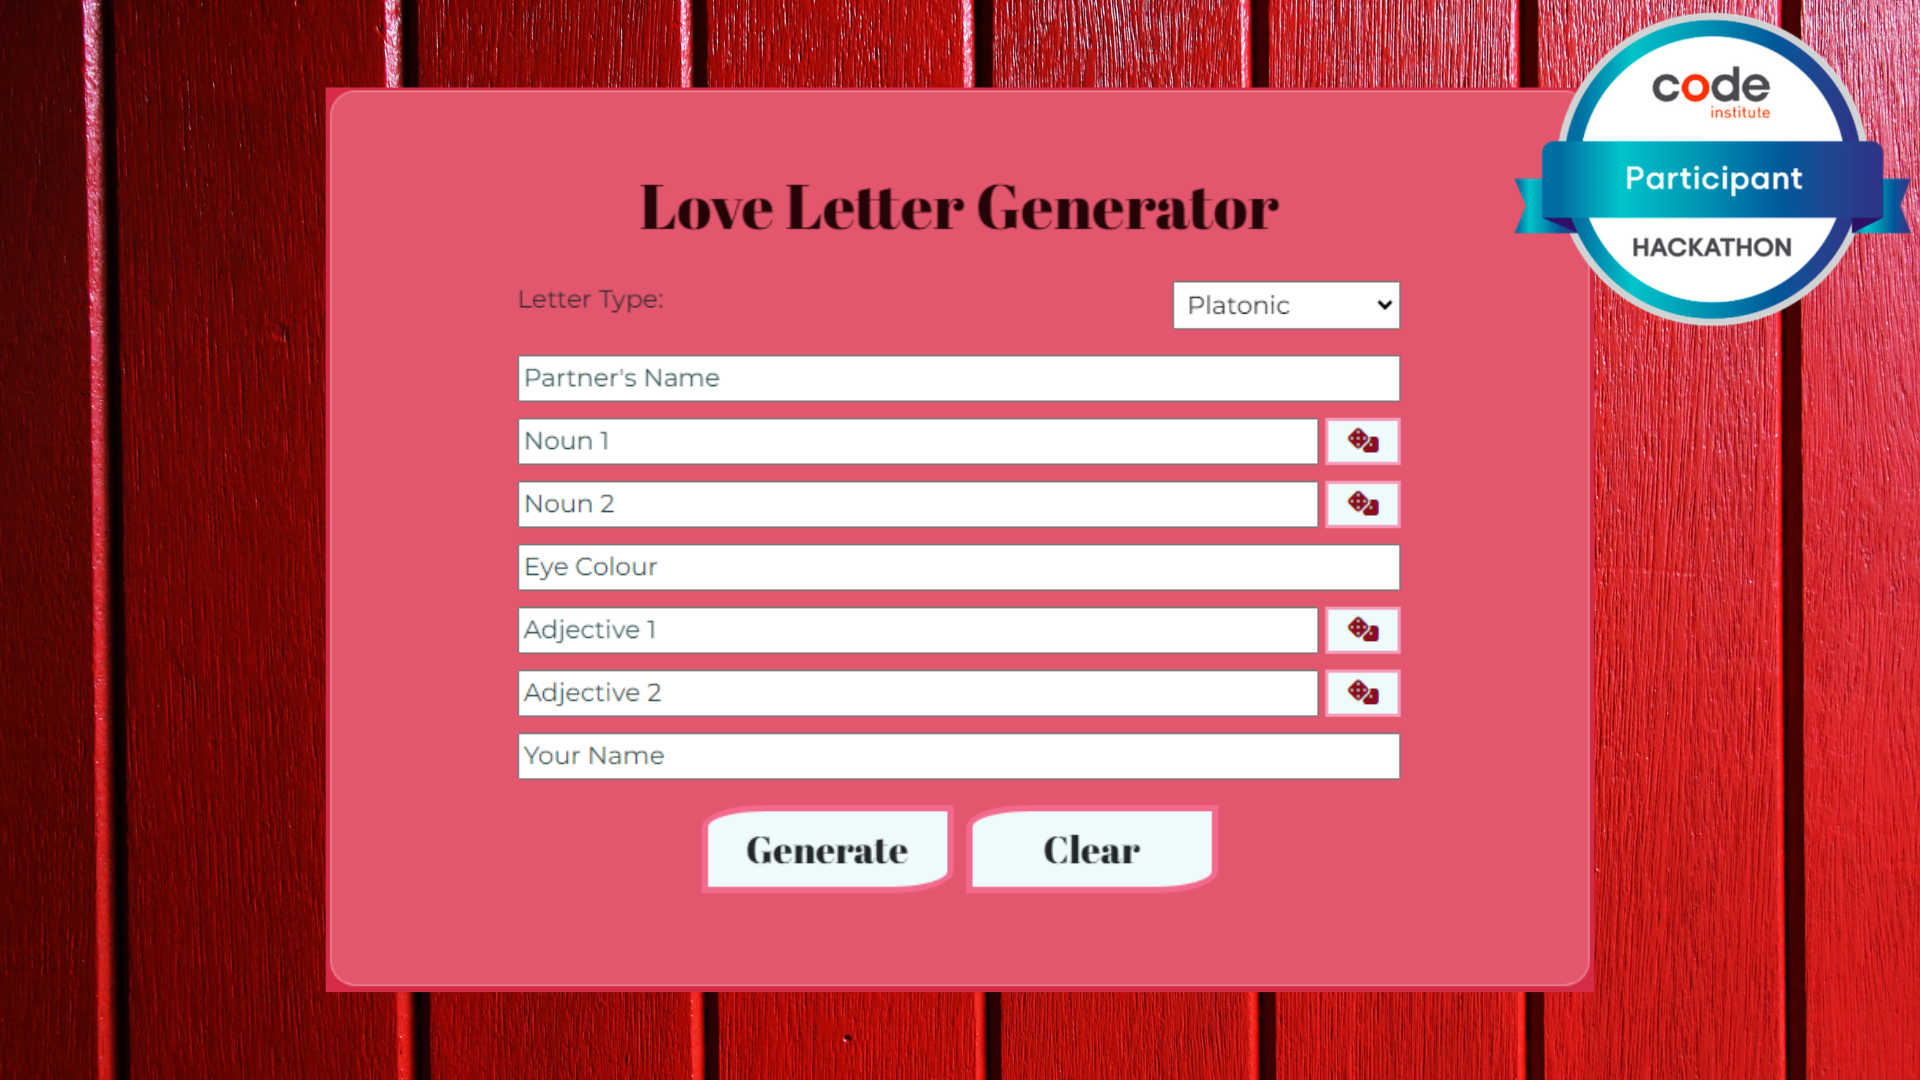 code
institute
Participant
HACKATHON
Love Letter Generator
Letter Type:
Platonic
Partner's Name
Noun 1
Noun 2
Eye Colour
Adjective 1
Adjective 2
Your Name
Generate
Clear